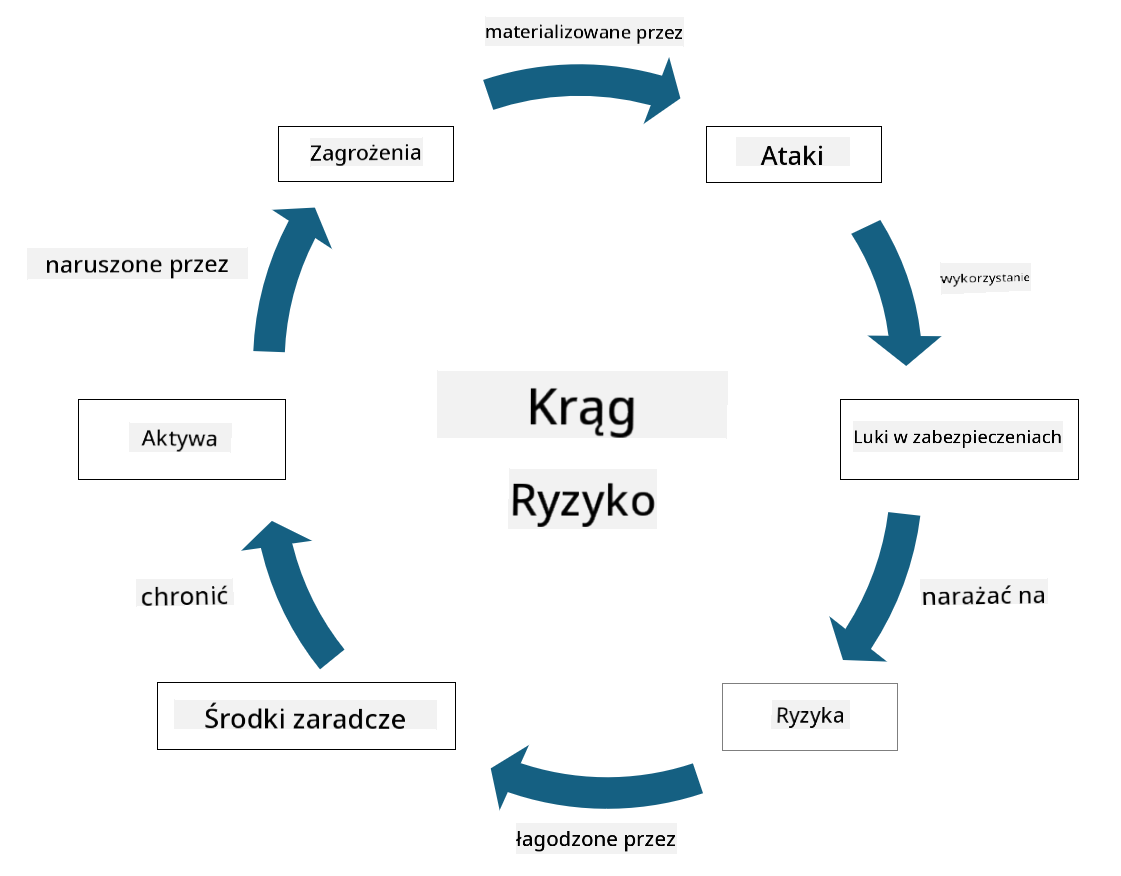 materializowane przez
Zagrożenia
Ataki
naruszone przez
wykorzystanie
Krąg
Ryzyko
Aktywa
Luki w zabezpieczeniach
chronić
narażać na
Środki zaradcze
Ryzyka
łagodzone przez